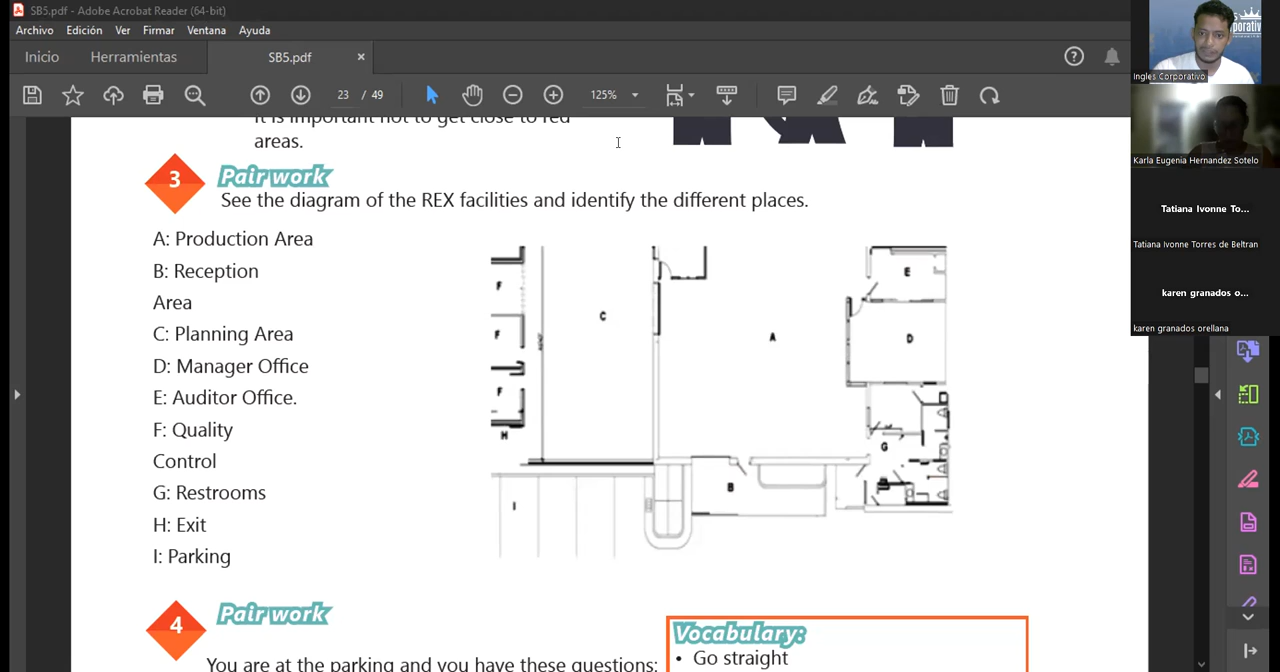 SB5.pdf - Adobe Acrobat Reader (64-bit)
Archivo Edición Ver Firmar Ventana Ayuda
Inicio Herramientas SB5.pdf
23 / 49 125%
It is important not to get close to red
areas.
3 Pair work
See the diagram of the REX facilities and identify the different places.
A: Production Area
B: Reception
Area
C: Planning Area
D: Manager Office
E: Auditor Office.
F: Quality
Control
G: Restrooms
H: Exit
I: Parking
F
F
F
H
C
A
E
D
G
B
I
4 Pair work
You are at the parking and you have these questions:
Vocabulary:
• Go straight
porativo
Ingles Corporativo
Karla Eugenia Hernandez Sotelo
Tatiana Ivonne To...
Tatiana Ivonne Torres de Beltran
karen granados o...
karen granados orellana